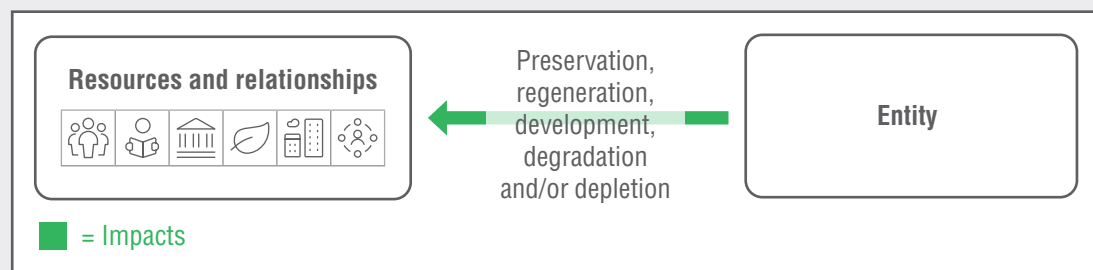 Resources and relationships
Preservation,
regeneration,
development,
degradation
and/or depletion
Entity
= Impacts